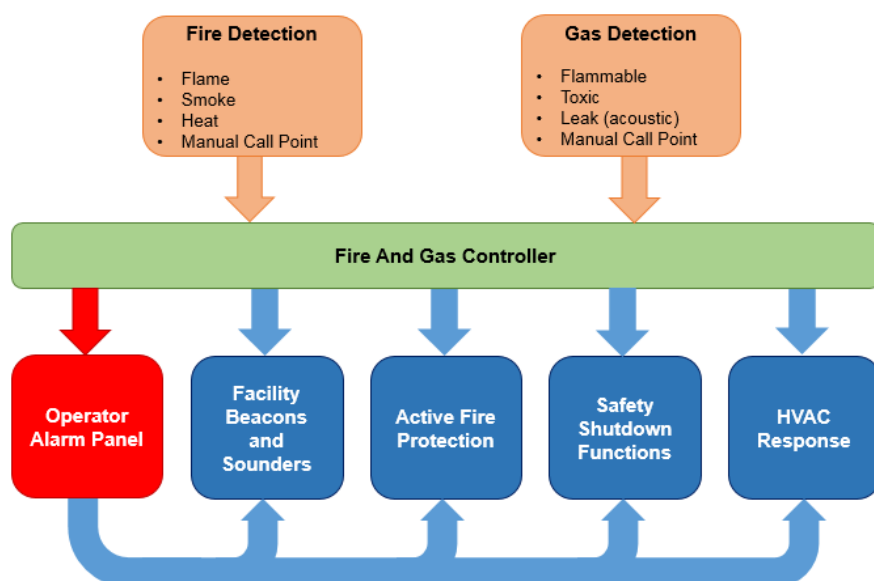 Fire Detection
• Flame
• Smoke
• Heat
• Manual Call Point
Gas Detection
• Flammable
• Toxic
• Leak (acoustic)
• Manual Call Point
Fire And Gas Controller
Operator
Alarm Panel
Facility
Beacons
and
Sounders
Active Fire
Protection
Safety
Shutdown
Functions
HVAC
Response